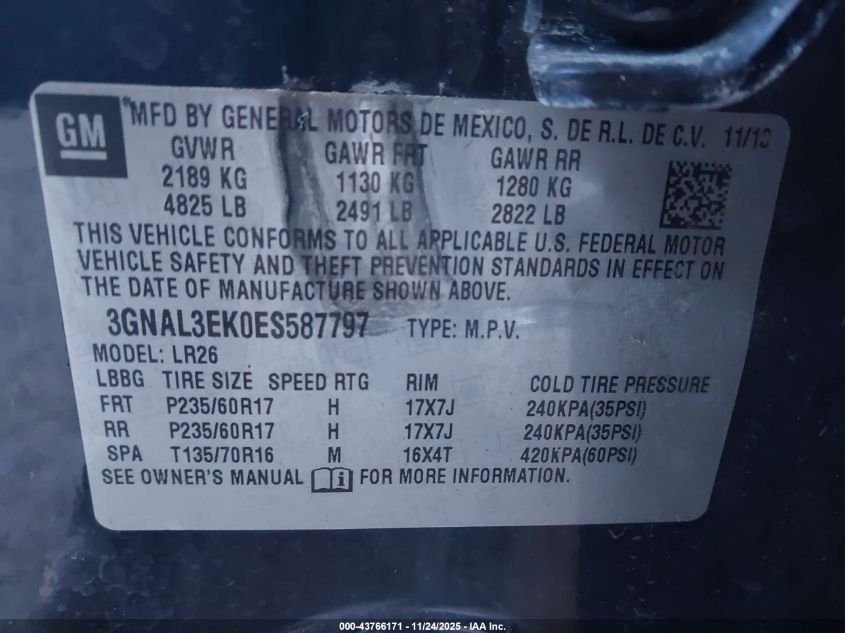 GM
MFD BY GENERAL MOTORS DE MEXICO, S. DE R.L. DE C.V. 11/13
GVWR GAWR FRT GAWR RR
2189 KG 1130 KG 1280 KG
4825 LB 2491 LB 2822 LB
THIS VEHICLE CONFORMS TO ALL APPLICABLE U.S. FEDERAL MOTOR
VEHICLE SAFETY AND THEFT PREVENTION STANDARDS IN EFFECT ON
THE DATE OF MANUFACTURE SHOWN ABOVE.
3GNAL3EK0ES587797 TYPE: M.P.V.
MODEL: LR26
LBBG TIRE SIZE SPEED RTG RIM COLD TIRE PRESSURE
FRT P235/60R17 H 17X7J 240KPA(35PSI)
RR P235/60R17 H 17X7J 240KPA(35PSI)
SPA T135/70R16 M 16X4T 420KPA(60PSI)
SEE OWNER'S MANUAL FOR MORE INFORMATION.
000-43766171 - 11/24/2025 - IAA Inc.